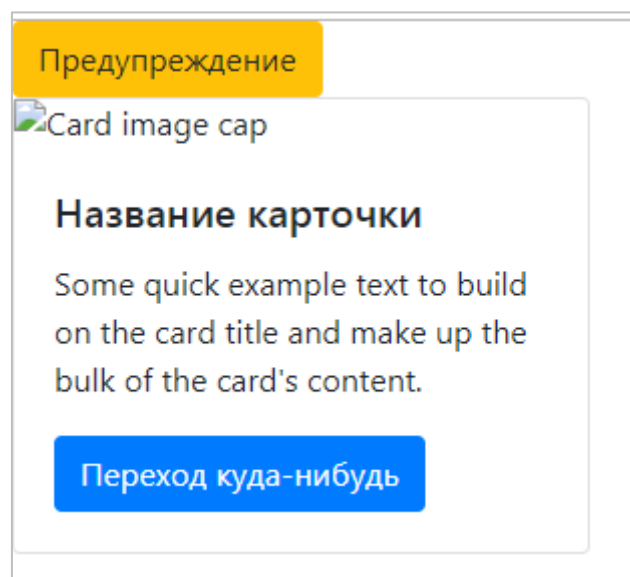 Предупреждение
Card image cap
Название карточки
Some quick example text to build
on the card title and make up the
bulk of the card's content.
Переход куда-нибудь